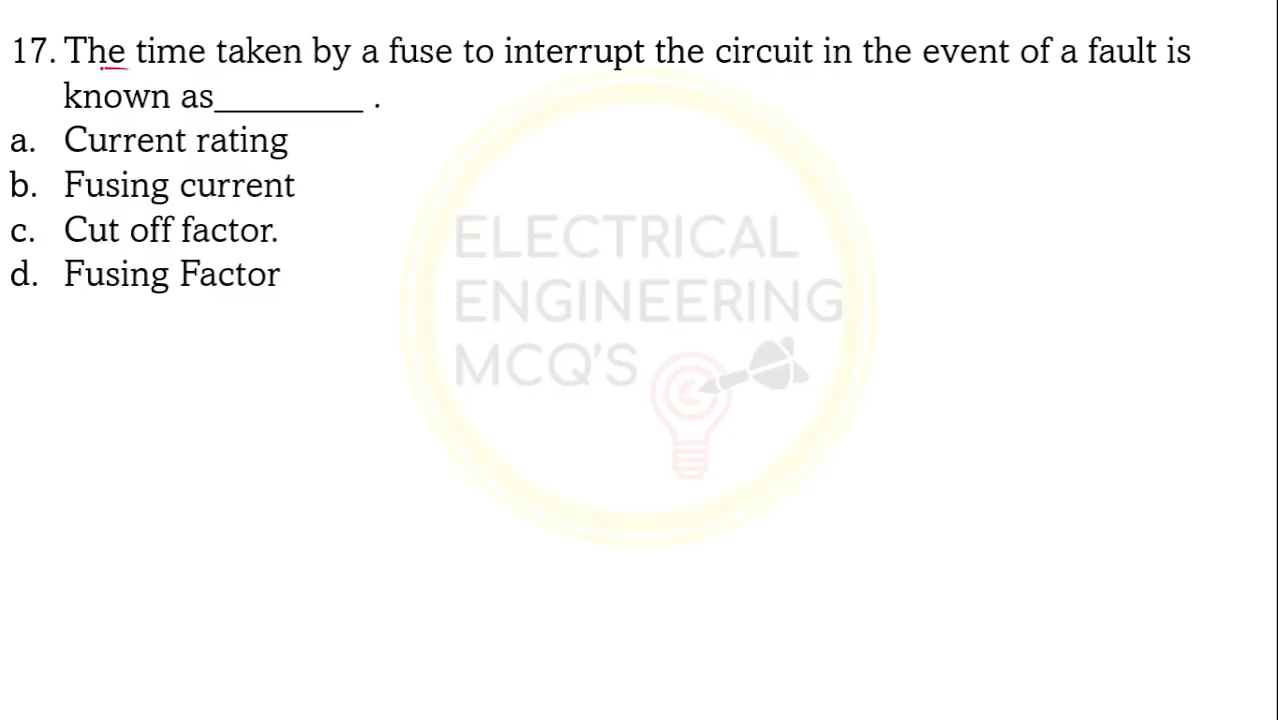 17. The time taken by a fuse to interrupt the circuit in the event of a fault is
known as________ .
a. Current rating
b. Fusing current
c. Cut off factor.
d. Fusing Factor
ELECTRICAL
ENGINEERING
MCQ'S